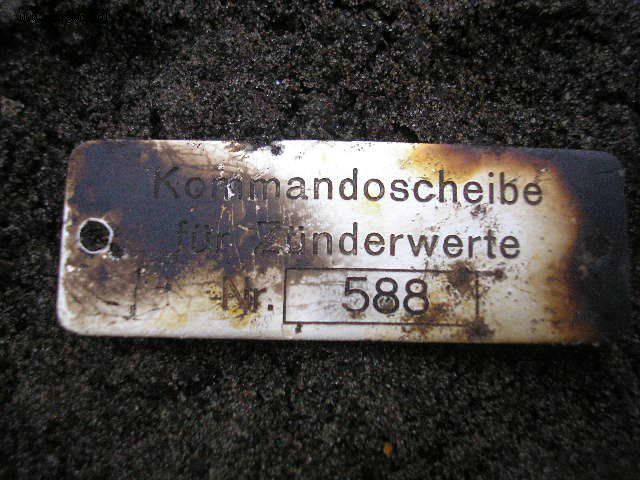 Kommandoscheibe
für Zünderwerte
Nr. 588